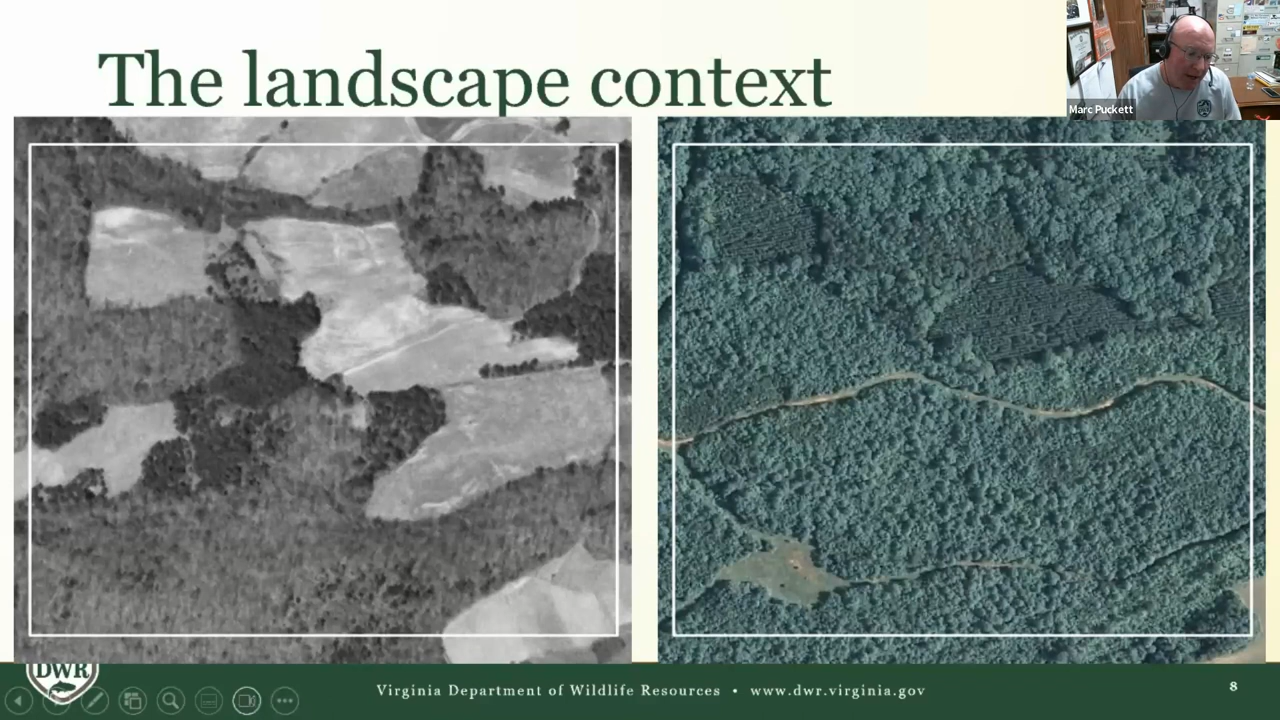 The landscape context
Marc Puckett
DWR
Virginia Department of Wildlife Resources • www.dwr.virginia.gov
8